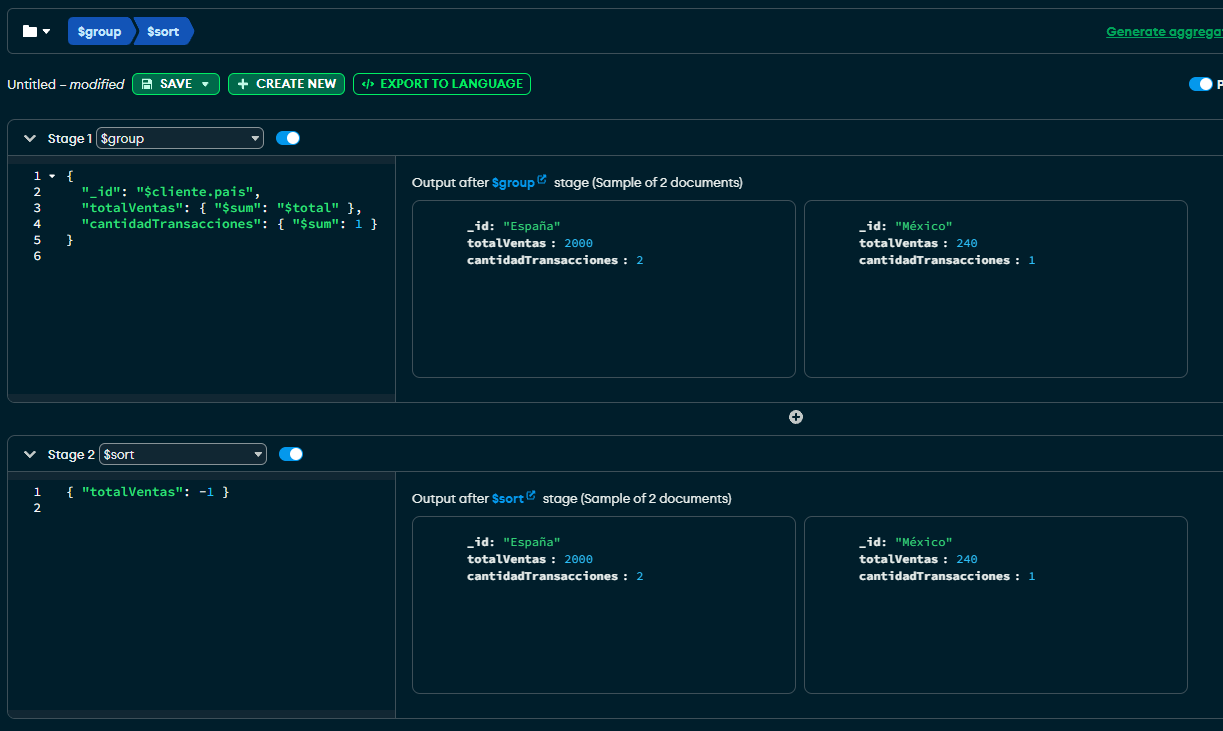 $group $sort Generate aggrega
Untitled – modified SAVE CREATE NEW </> EXPORT TO LANGUAGE P
Stage 1 $group
1 {
2 "_id": "$cliente.pais",
3 "totalVentas": { "$sum": "$total" },
4 "cantidadTransacciones": { "$sum": 1 }
5 }
6
Output after $group stage (Sample of 2 documents)
_id: "España"
totalVentas : 2000
cantidadTransacciones : 2
_id: "México"
totalVentas : 240
cantidadTransacciones : 1
Stage 2 $sort
1 { "totalVentas": -1 }
2
Output after $sort stage (Sample of 2 documents)
_id: "España"
totalVentas : 2000
cantidadTransacciones : 2
_id: "México"
totalVentas : 240
cantidadTransacciones : 1